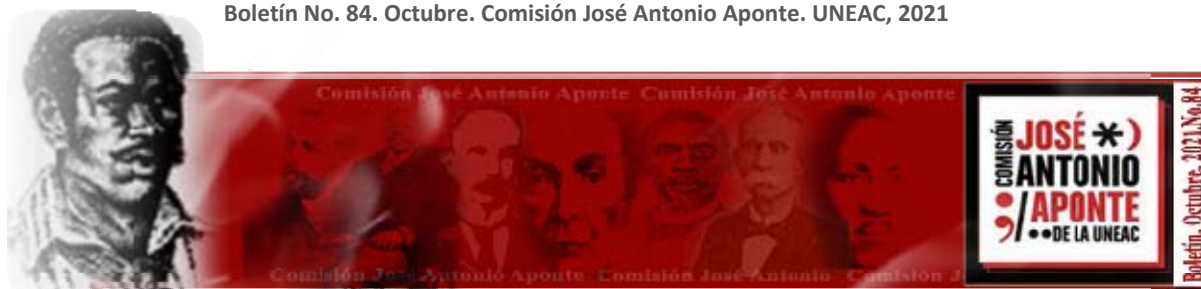 Boletín No. 84. Octubre. Comisión José Antonio Aponte. UNEAC, 2021
Comisión José Antonio Aponte Comisión José Antonio Aponte
COMISIÓN
JOSÉ *)
ANTONIO
;/APONTE
••DE LA UNEAC
Boletín. Octubre. 2021.No.84
Comisión José Antonio Aponte Comisión José Antonio Comisión J